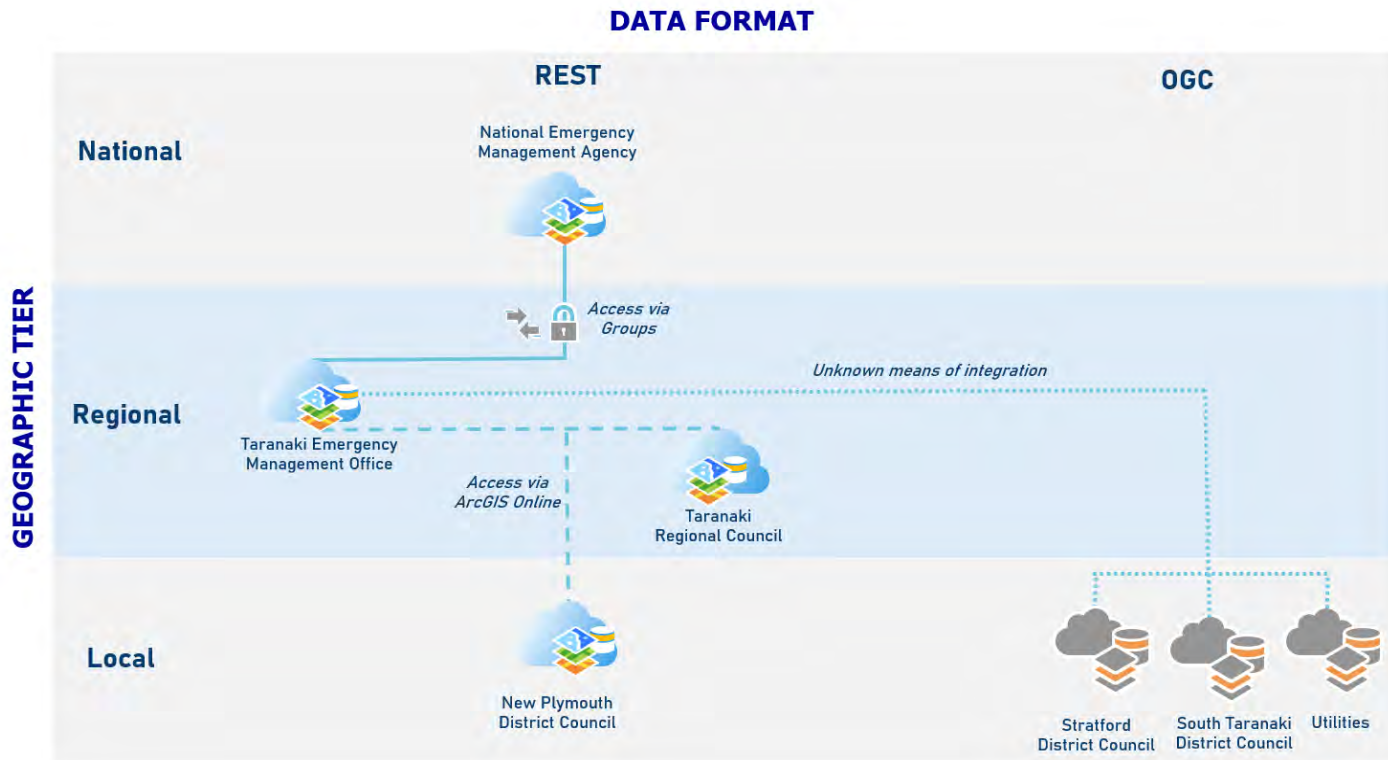 DATA FORMAT
REST
OGC
National
National Emergency
Management Agency
GEOGRAPHIC TIER
Access via
Groups
Regional
Unknown means of integration
Taranaki Emergency
Management Office
Access via
ArcGIS Online
Taranaki
Regional Council
Local
New Plymouth
District Council
Stratford
District Council
South Taranaki
District Council
Utilities